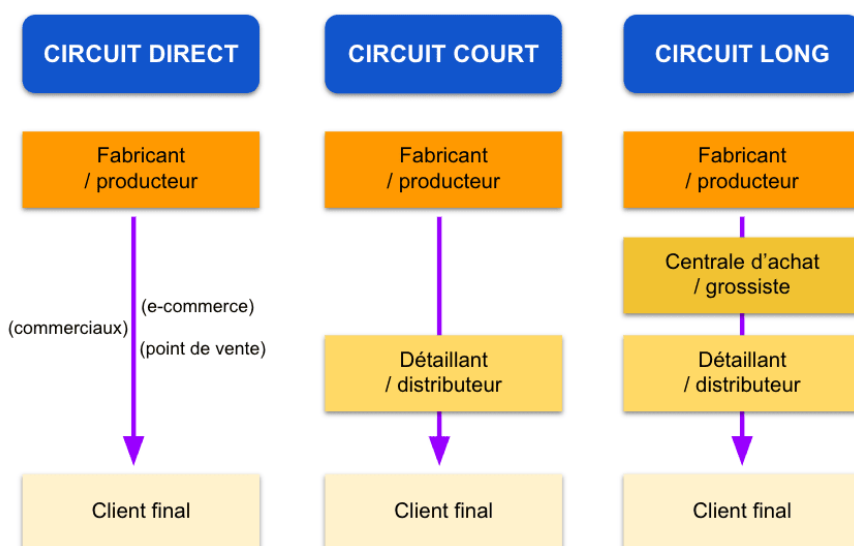 CIRCUIT DIRECT
CIRCUIT COURT
CIRCUIT LONG
Fabricant
/ producteur
Fabricant
/ producteur
Fabricant
/ producteur
Centrale d'achat
/ grossiste
(e-commerce)
(commerciaux)
(point de vente)
Détaillant
/ distributeur
Détaillant
/ distributeur
Client final
Client final
Client final